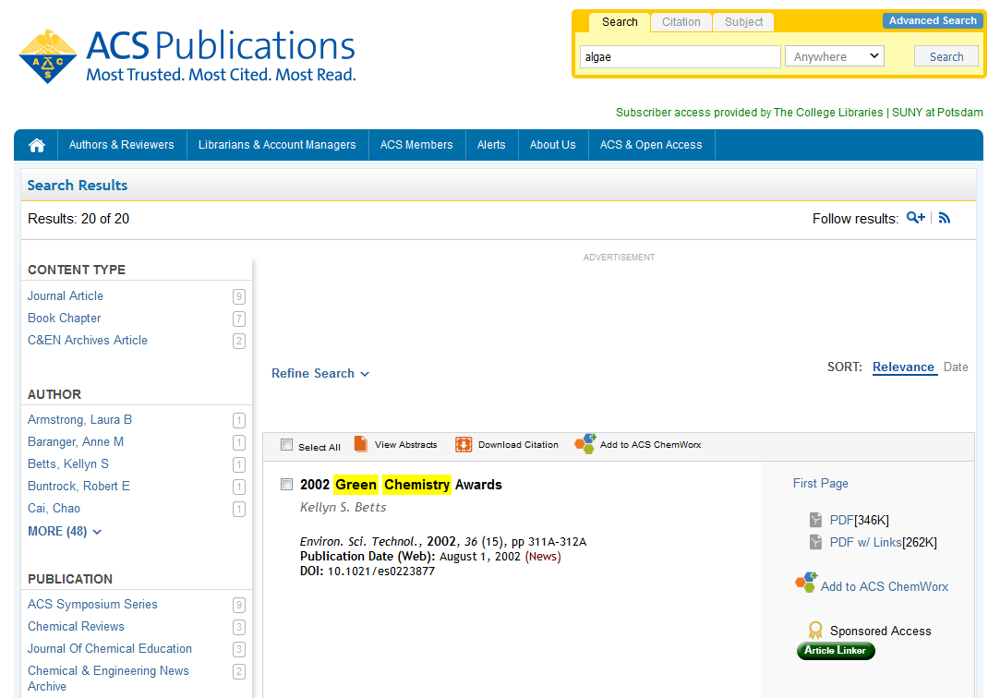 ACS Publications
Most Trusted. Most Cited. Most Read.
A C S
Search Citation Subject Advanced Search
algae Anywhere Search
Subscriber access provided by The College Libraries | SUNY at Potsdam
Authors & Reviewers Librarians & Account Managers ACS Members Alerts About Us ACS & Open Access
Search Results
Results: 20 of 20
Follow results:
ADVERTISEMENT
CONTENT TYPE
Journal Article 9
Book Chapter 7
C&EN Archives Article 2
Refine Search
SORT: Relevance Date
AUTHOR
Armstrong, Laura B 1
Baranger, Anne M 1
Betts, Kellyn S 1
Buntrock, Robert E 1
Cai, Chao 1
MORE (48)
PUBLICATION
ACS Symposium Series 9
Chemical Reviews 3
Journal Of Chemical Education 3
Chemical & Engineering News
Archive 2
Select All View Abstracts Download Citation Add to ACS ChemWorx
2002 Green Chemistry Awards
Kellyn S. Betts
Environ. Sci. Technol., 2002, 36 (15), pp 311A-312A
Publication Date (Web): August 1, 2002 (News)
DOI: 10.1021/es0223877
First Page
PDF[346K]
PDF w/ Links[262K]
Add to ACS ChemWorx
Sponsored Access
Article Linker